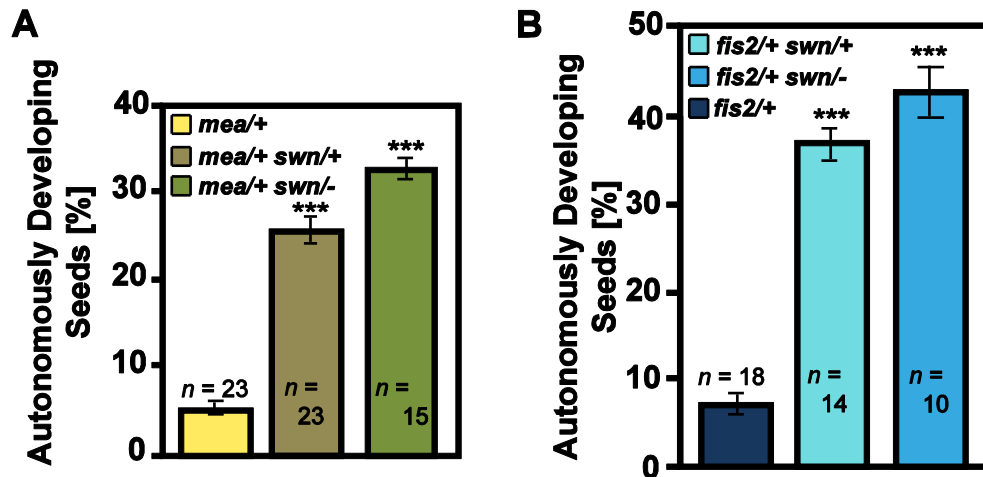 A
Autonomously Developing
Seeds [%]
40
30
20
10
0
mea/+
mea/+ swn/+
mea/+ swn/-
***
***
n = 23
n =
23
n =
15
B
Autonomously Developing
Seeds [%]
50
40
30
20
10
0
fis2/+ swn/+
fis2/+ swn/-
fis2/+
***
***
n = 18
n =
14
n =
10